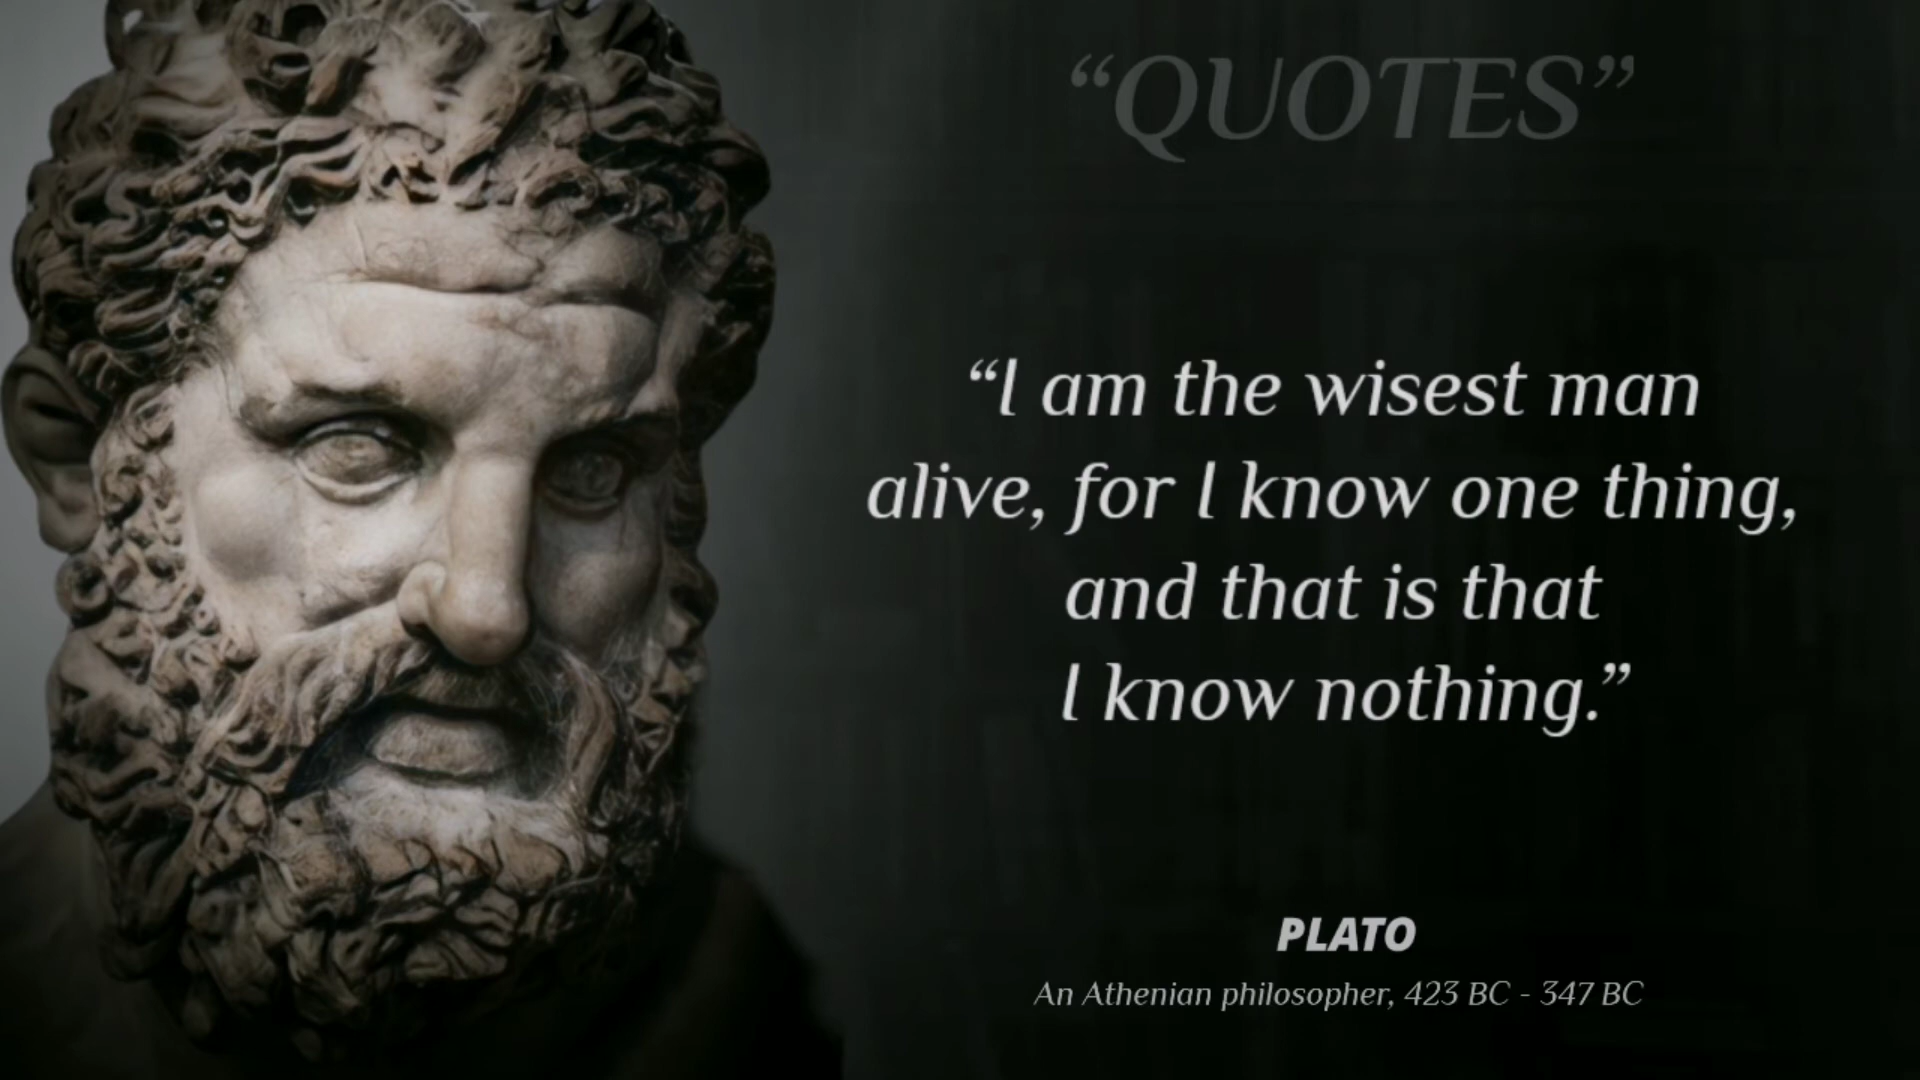 “QUOTES”
“I am the wisest man
alive, for I know one thing,
and that is that
I know nothing.”
PLATO
An Athenian philosopher, 423 BC - 347 BC